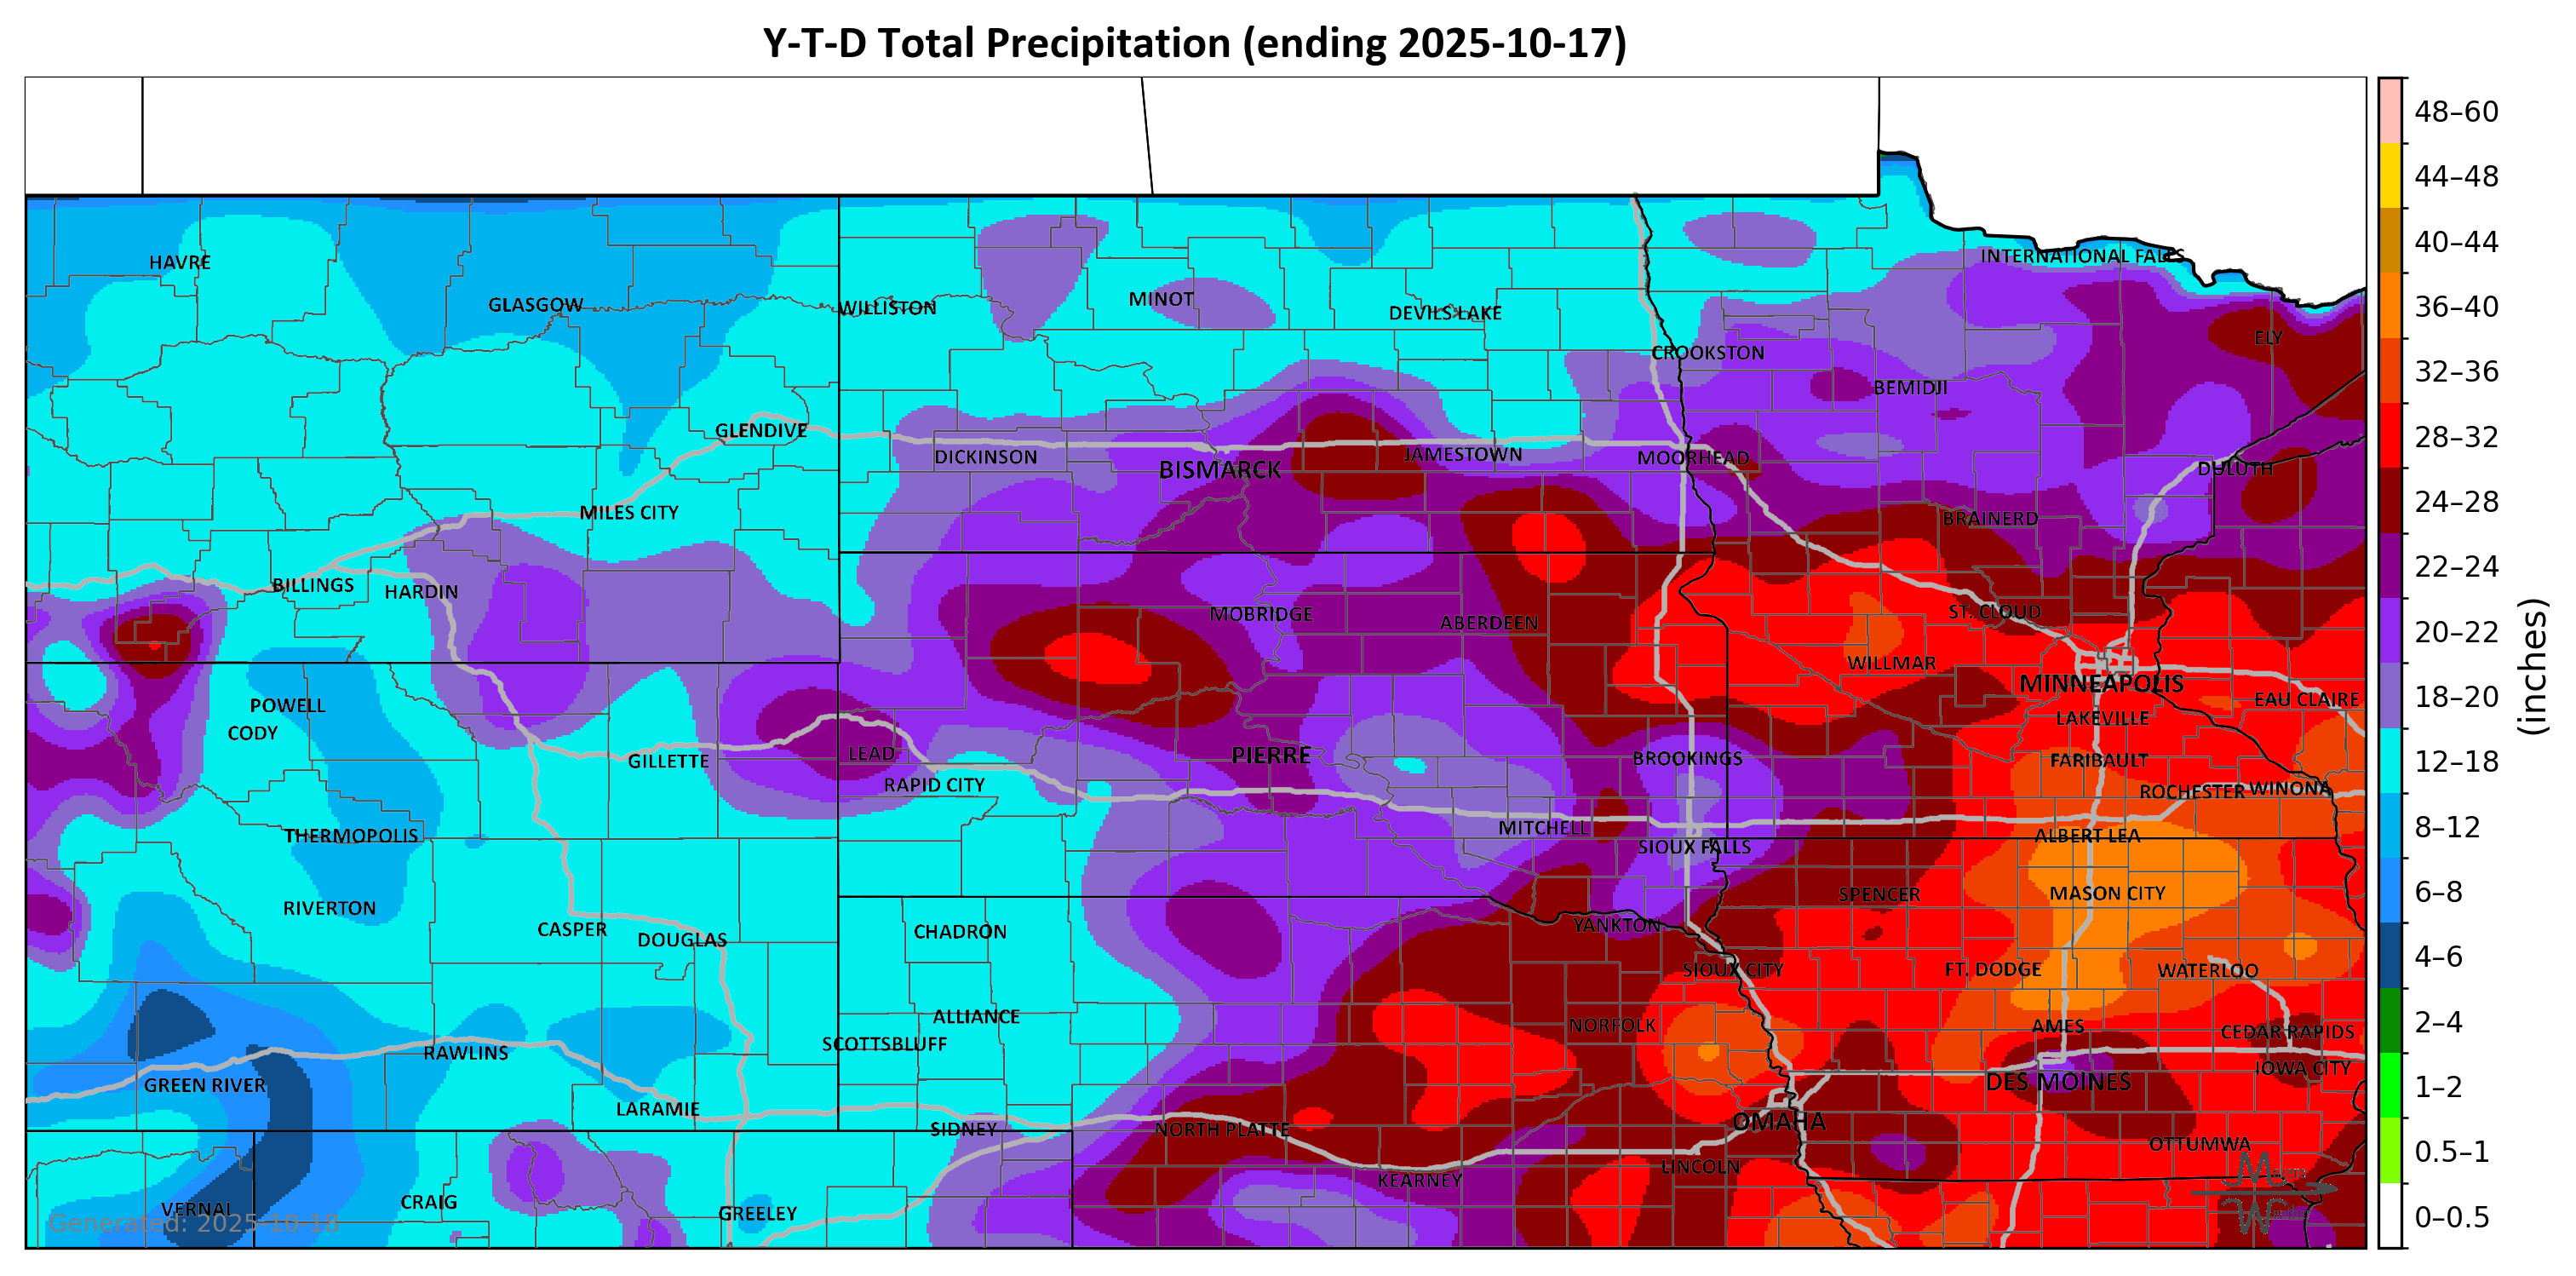 Y-T-D Total Precipitation (ending 2025-10-17)
48–60
44–48
40–44
36–40
32–36
28–32
24–28
22–24
20–22
18–20
12–18
8–12
6–8
4–6
2–4
1–2
0.5–1
0–0.5
(inches)
INTERNATIONAL FALLS
HAVRE
GLASGOW
WILLISTON
MINOT
DEVILS LAKE
ELY
CROOKSTON
BEMIDJI
GLENDIVE
DICKINSON
BISMARCK
JAMESTOWN
MOORHEAD
DULUTH
MILES CITY
BRAINERD
BILLINGS
HARDIN
MOBRIDGE
ABERDEEN
ST. CLOUD
WILLMAR
MINNEAPOLIS
EAU CLAIRE
POWELL
CODY
LAKEVILLE
GILLETTE
LEAD
PIERRE
BROOKINGS
FARIBAULT
RAPID CITY
ROCHESTER
WINONA
THERMOPOLIS
MITCHELL
SIOUX FALLS
ALBERT LEA
RIVERTON
SPENCER
MASON CITY
CASPER
DOUGLAS
CHADRON
YANKTON
SIOUX CITY
FT. DODGE
WATERLOO
ALLIANCE
NORFOLK
AMES
CEDAR RAPIDS
RAWLINS
SCOTTSBLUFF
GREEN RIVER
DES MOINES
IOWA CITY
LARAMIE
SIDNEY
NORTH PLATTE
OMAHA
OTTUMWA
LINCOLN
KEARNEY
VERNAL
CRAIG
GREELEY
Generated: 2025-10-18